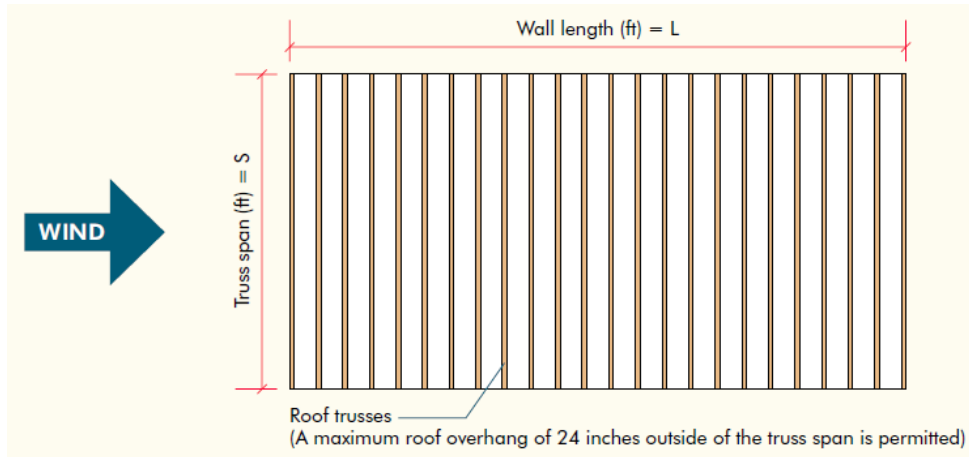 Wall length (ft) = L
Truss span (ft) = S
WIND
Roof trusses
(A maximum roof overhang of 24 inches outside of the truss span is permitted)